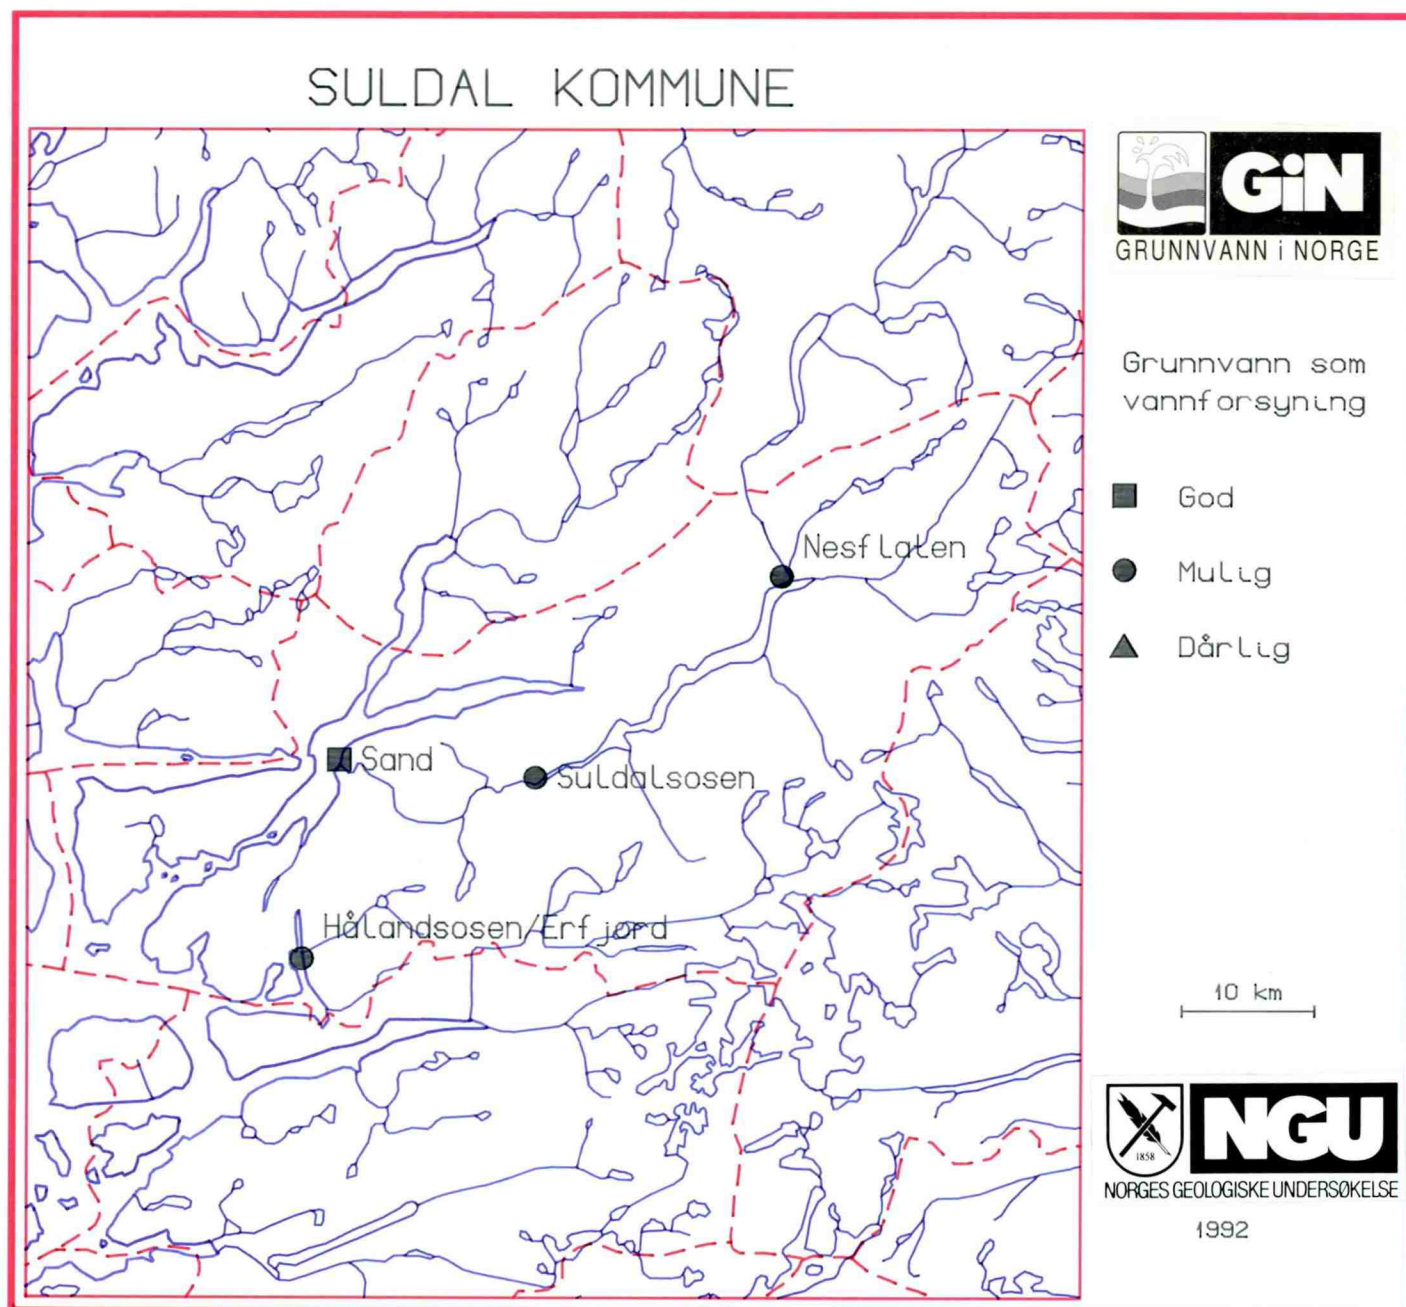 SULDAL KOMMUNE
GiN
GRUNNVANN i NORGE
Grunnvann som
vannforsyning
God
Mulig
Dårlig
Nesflaten
Sand
Suldalsosen
Hålandsosen/Erfjord
10 km
1858
NGU
NORGES GEOLOGISKE UNDERSØKELSE
1992